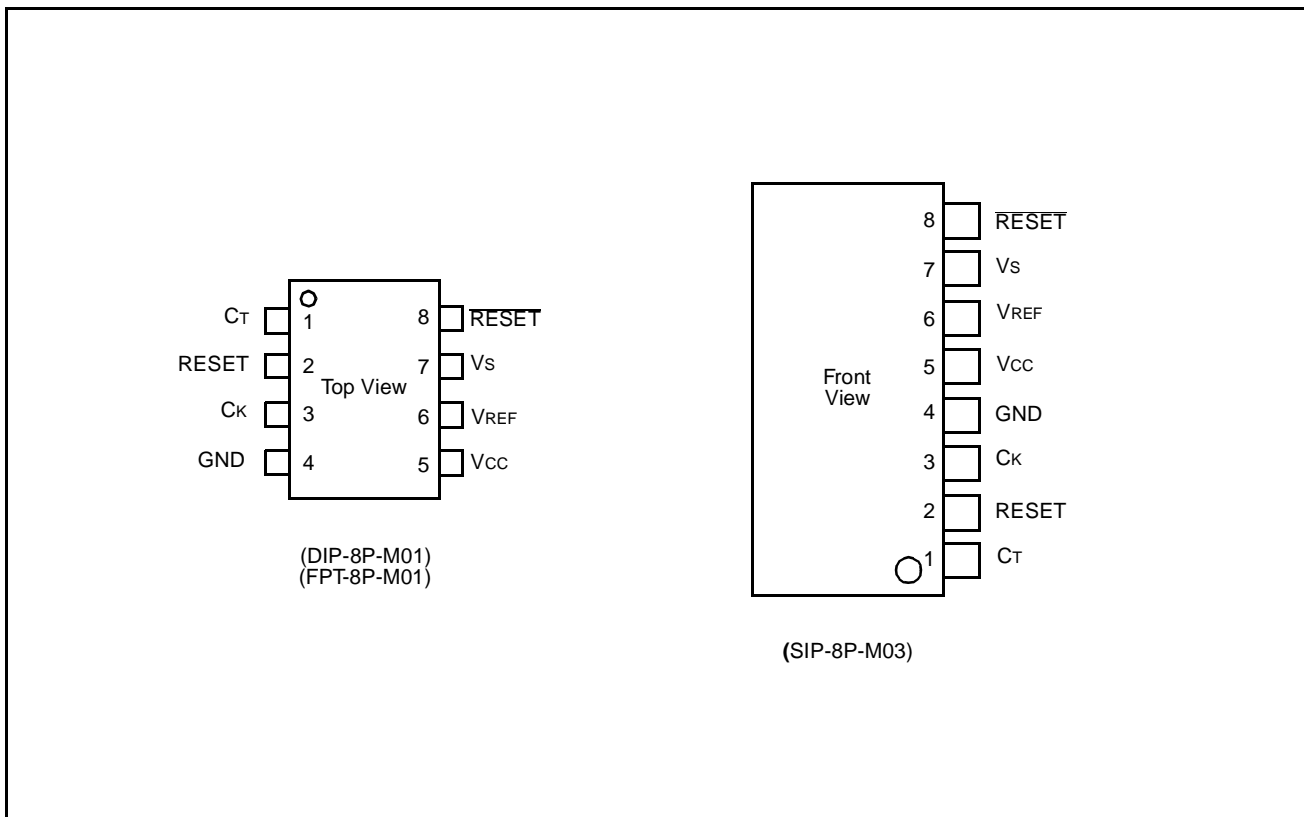 CT 1 8 R̅E̅S̅E̅T̅
RESET 2 7 VS
Top View
CK 3 6 VREF
GND 4 5 VCC
(DIP-8P-M01)
(FPT-8P-M01)
8 R̅E̅S̅E̅T̅
7 VS
6 VREF
5 VCC
Front
View
4 GND
3 CK
2 RESET
1 CT
(SIP-8P-M03)